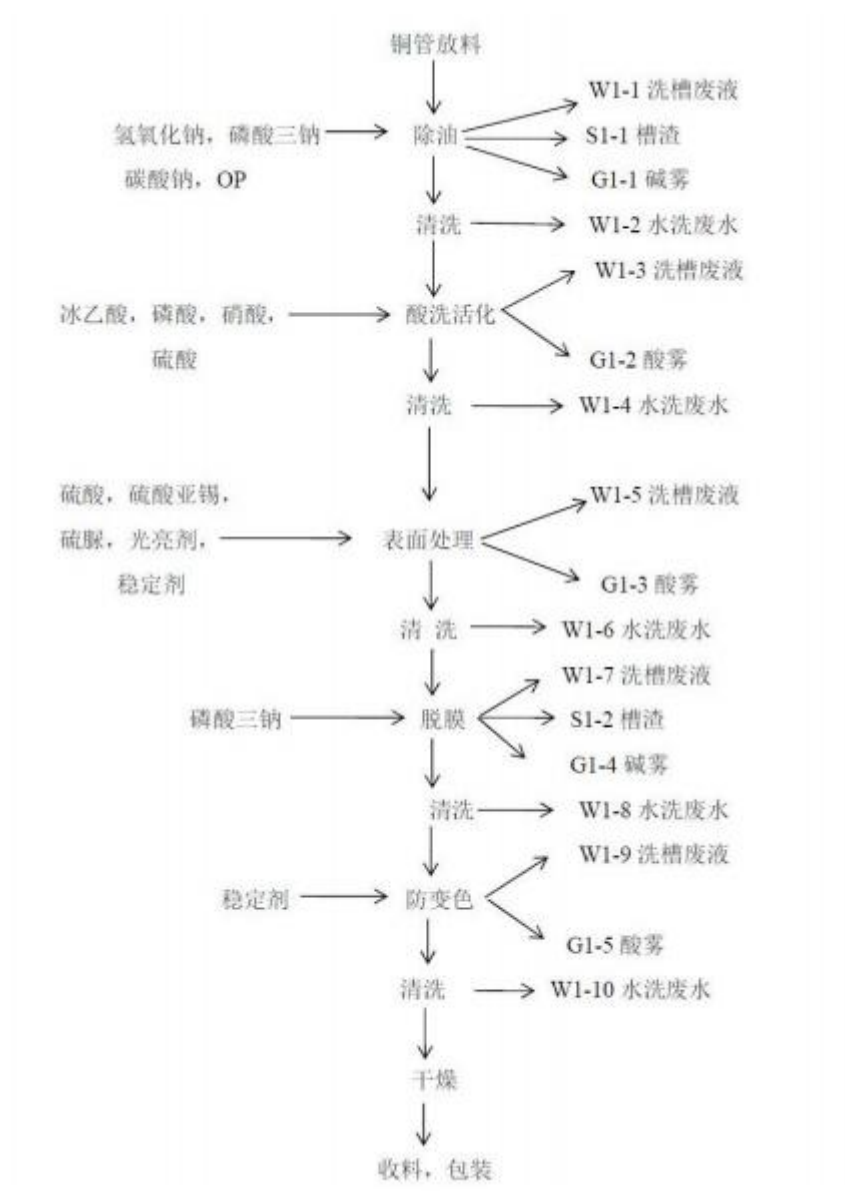 铜管放料
W1-1 洗槽废液
氢氧化钠，磷酸三钠
除油
S1-1 槽渣
碳酸钠，OP
G1-1 碱雾
清洗
W1-2 水洗废水
W1-3 洗槽废液
冰乙酸，磷酸，硝酸，
酸洗活化
硫酸
G1-2 酸雾
清洗
W1-4 水洗废水
硫酸，硫酸亚锡，
W1-5 洗槽废液
硫脲，光亮剂，
表面处理
稳定剂
G1-3 酸雾
清 洗
W1-6 水洗废水
W1-7 洗槽废液
磷酸三钠
脱膜
S1-2 槽渣
G1-4 碱雾
清洗
W1-8 水洗废水
W1-9 洗槽废液
稳定剂
防变色
G1-5 酸雾
清洗
W1-10 水洗废水
干燥
收料，包装